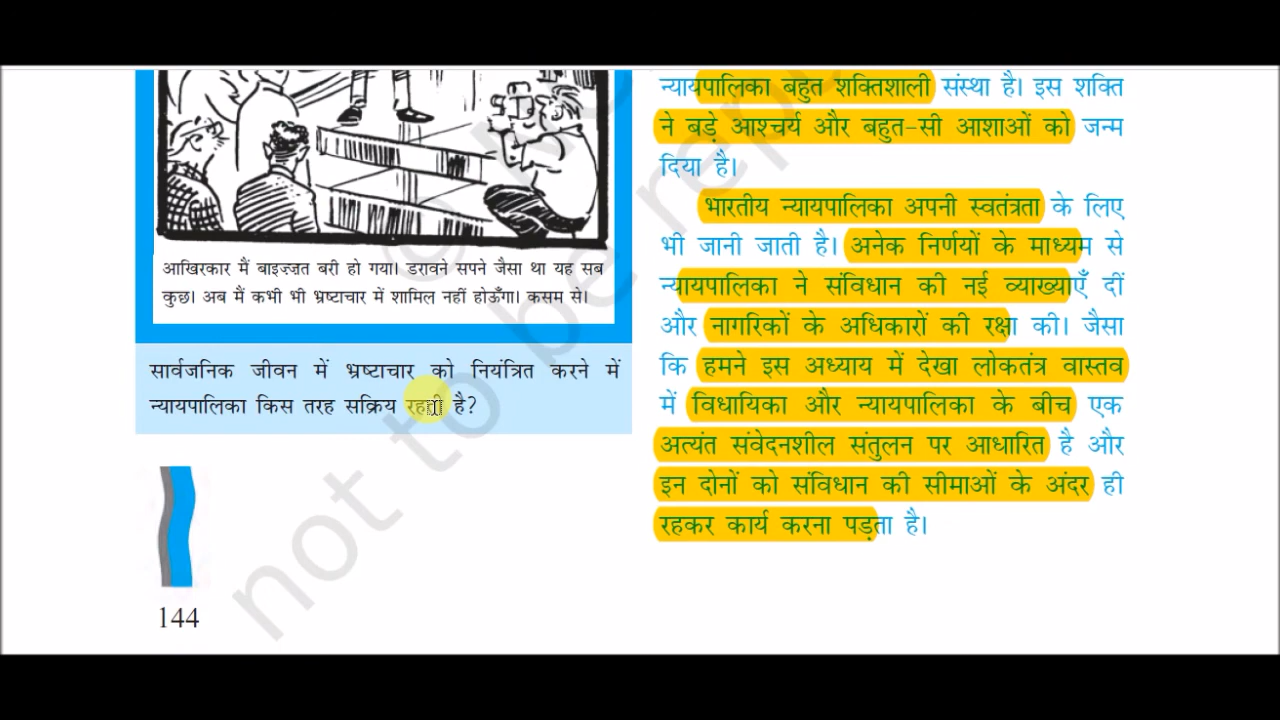 आखिरकार मैं बाइज़्जत बरी हो गया। डरावने सपने जैसा था यह सब
कुछ। अब मैं कभी भी भ्रष्टाचार में शामिल नहीं होऊँगा। कसम से।
सार्वजनिक जीवन में भ्रष्टाचार को नियंत्रित करने में
न्यायपालिका किस तरह सक्रिय रहती है?
144
न्यायपालिका बहुत शक्तिशाली संस्था है। इस शक्ति
ने बड़े आश्चर्य और बहुत-सी आशाओं को जन्म
दिया है।
भारतीय न्यायपालिका अपनी स्वतंत्रता के लिए
भी जानी जाती है। अनेक निर्णयों के माध्यम से
न्यायपालिका ने संविधान की नई व्याख्याएँ दीं
और नागरिकों के अधिकारों की रक्षा की। जैसा
कि हमने इस अध्याय में देखा लोकतंत्र वास्तव
में विधायिका और न्यायपालिका के बीच एक
अत्यंत संवेदनशील संतुलन पर आधारित है और
इन दोनों को संविधान की सीमाओं के अंदर ही
रहकर कार्य करना पड़ता है।
not to be